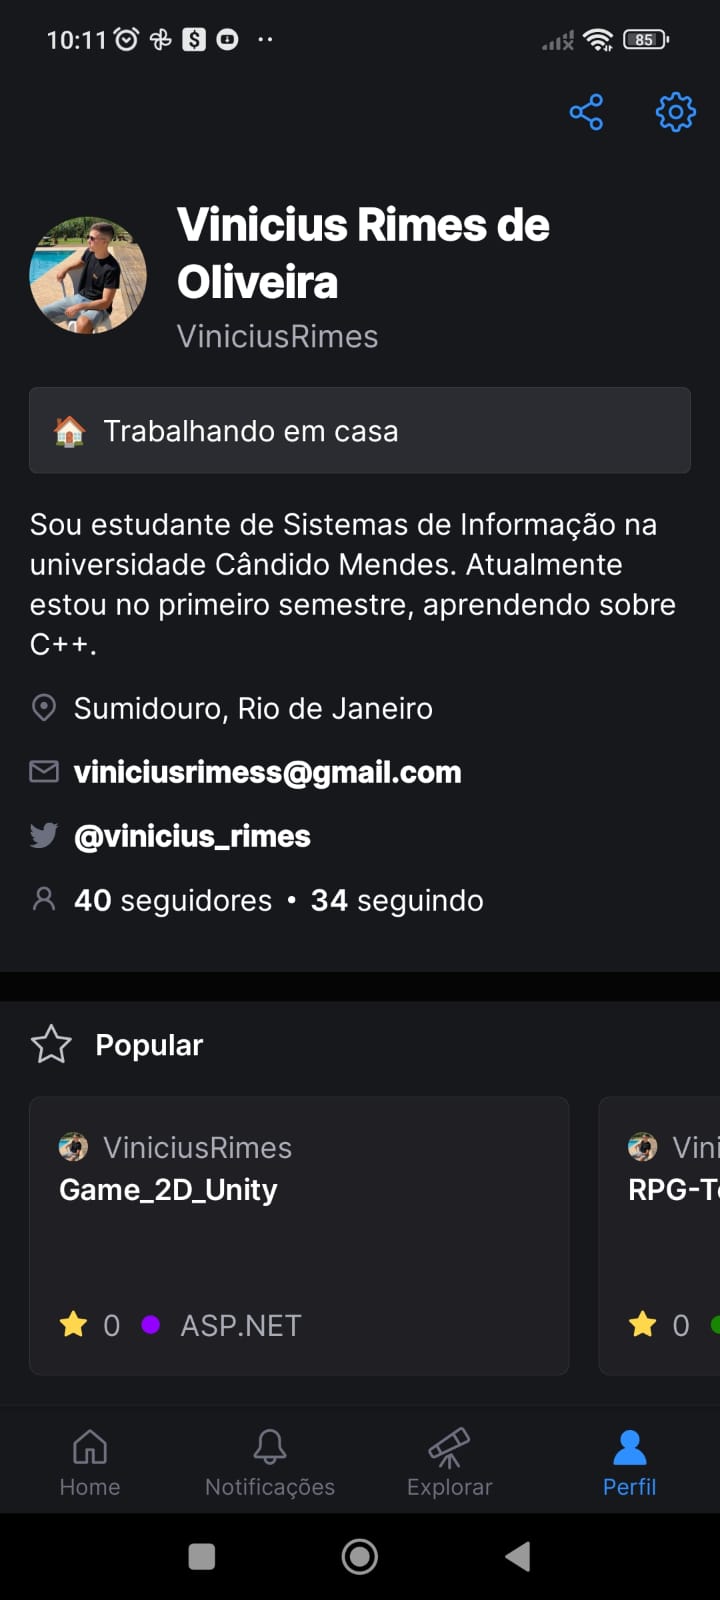 10:11
85
Vinicius Rimes de
Oliveira
ViniciusRimes
Trabalhando em casa
Sou estudante de Sistemas de Informação na
universidade Cândido Mendes. Atualmente
estou no primeiro semestre, aprendendo sobre
C++.
Sumidouro, Rio de Janeiro
viniciusrimess@gmail.com
@vinicius_rimes
40 seguidores • 34 seguindo
Popular
ViniciusRimes
Game_2D_Unity
0 ASP.NET
Vini
RPG-T
0
Home
Notificações
Explorar
Perfil